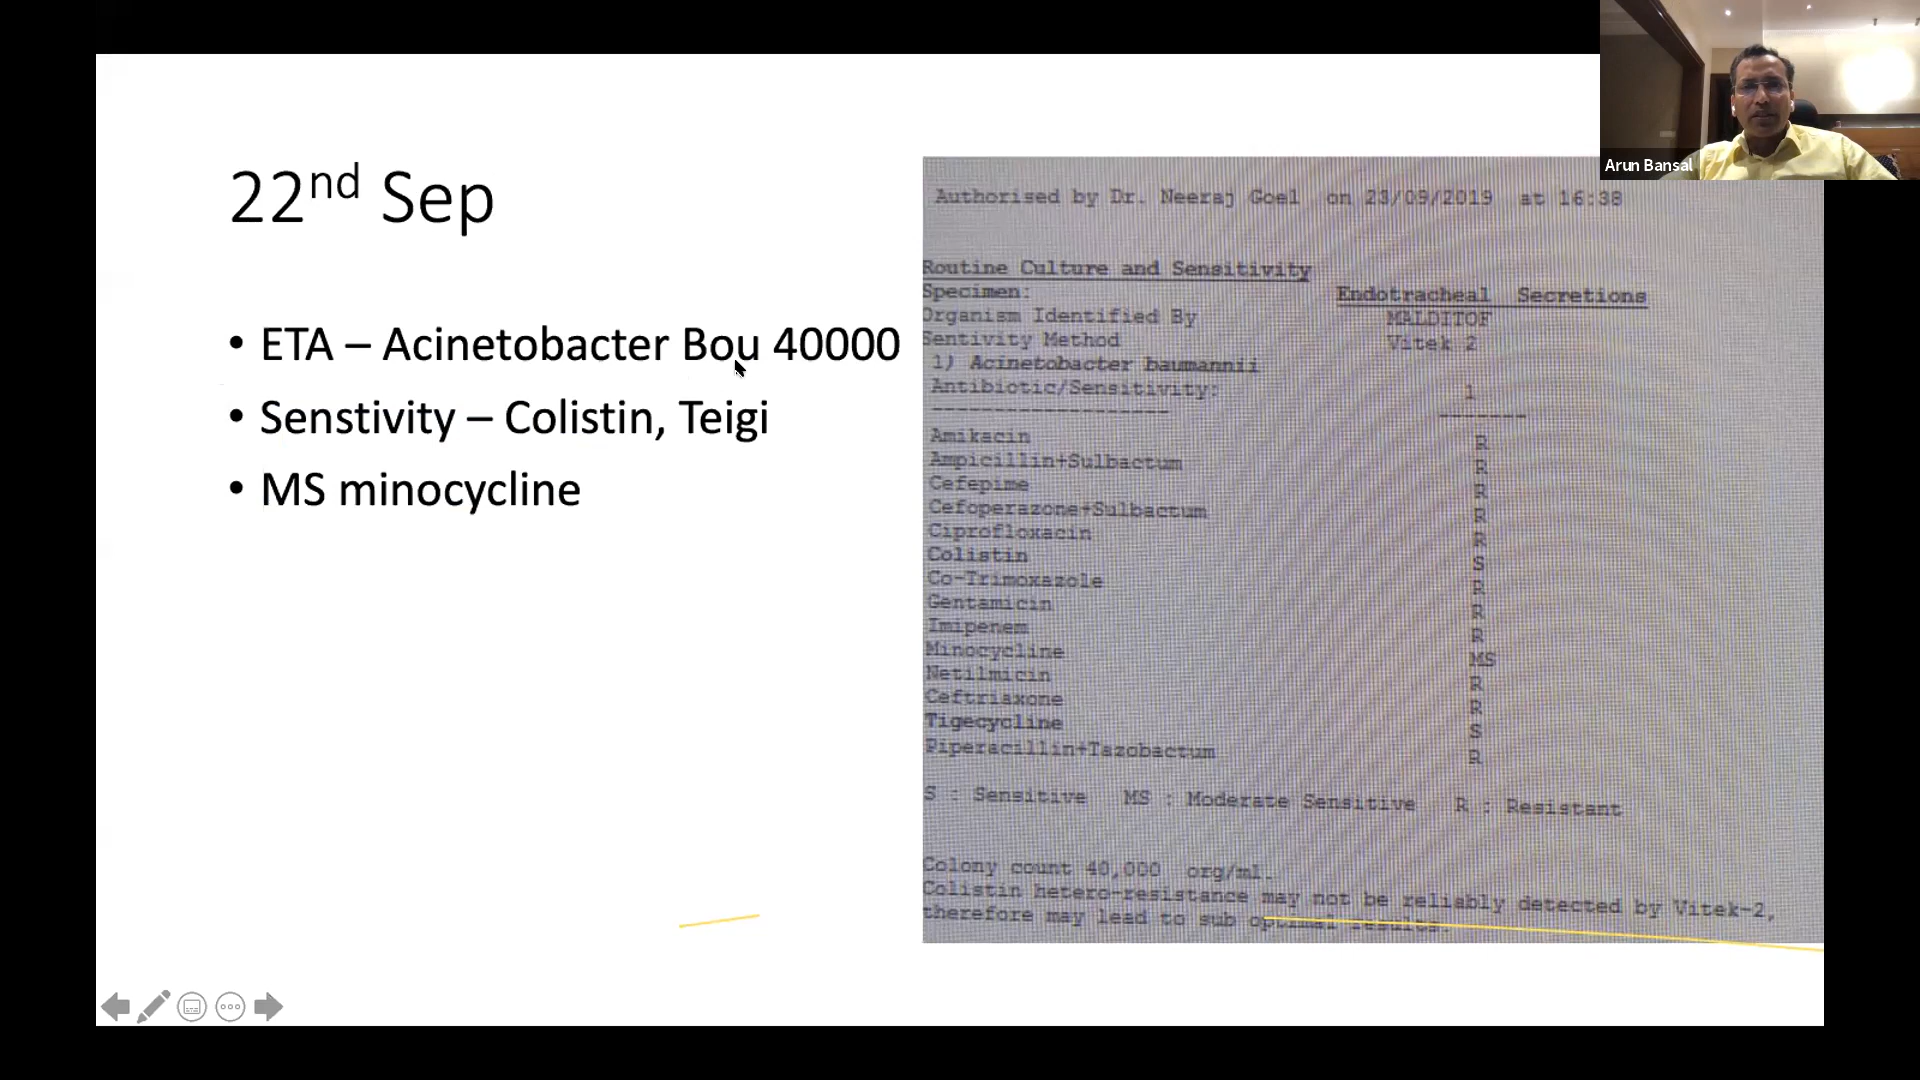 Arun Bansal
22nd Sep
• ETA – Acinetobacter Bou 40000
• Senstivity – Colistin, Teigi
• MS minocycline
Authorised by Dr. Neeraj Goel on 23/09/2019 at 16:38
Routine Culture and Sensitivity
Specimen: Endotracheal Secretions
Organism Identified By MALDITOF
Sentivity Method Vitek 2
1) Acinetobacter baumannii
Antibiotic/Sensitivity: 1
Amikacin R
Ampicillin+Sulbactum R
Cefepime R
Cefoperazone+Sulbactum R
Ciprofloxacin R
Colistin S
Co-Trimoxazole R
Gentamicin R
Imipenem R
Minocycline MS
Netilmicin R
Ceftriaxone R
Tigecycline S
Piperacillin+Tazobactum R
S : Sensitive MS : Moderate Sensitive R : Resistant
Colony count 40,000 org/ml.
Colistin hetero-resistance may not be reliably detected by Vitek-2,
therefore may lead to sub optimal results.